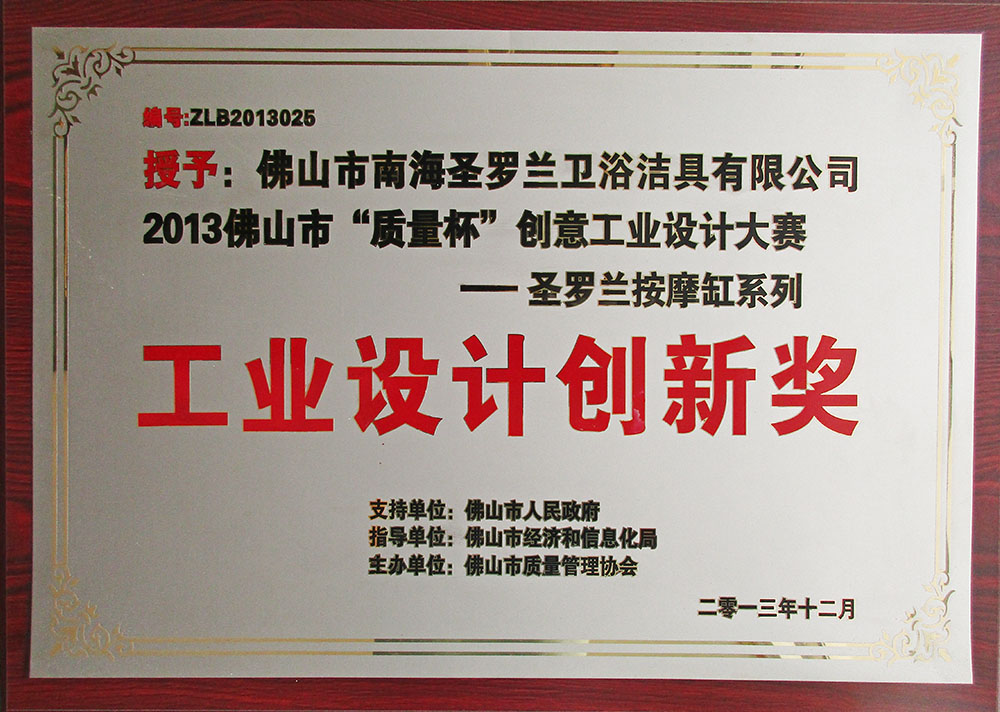 编号:ZLB2013025
授予：佛山市南海圣罗兰卫浴洁具有限公司
2013佛山市“质量杯”创意工业设计大赛
—— 圣罗兰按摩缸系列
工业设计创新奖
支持单位：佛山市人民政府
指导单位：佛山市经济和信息化局
主办单位：佛山市质量管理协会
二零一三年十二月